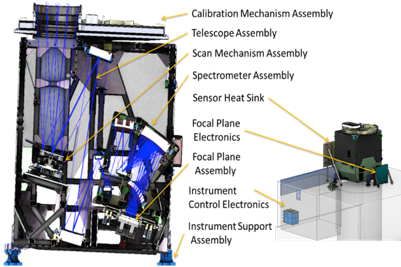 Calibration Mechanism Assembly
Telescope Assembly
Scan Mechanism Assembly
Spectrometer Assembly
Sensor Heat Sink
Focal Plane
Electronics
Focal Plane
Assembly
Instrument
Control Electronics
Instrument Support
Assembly